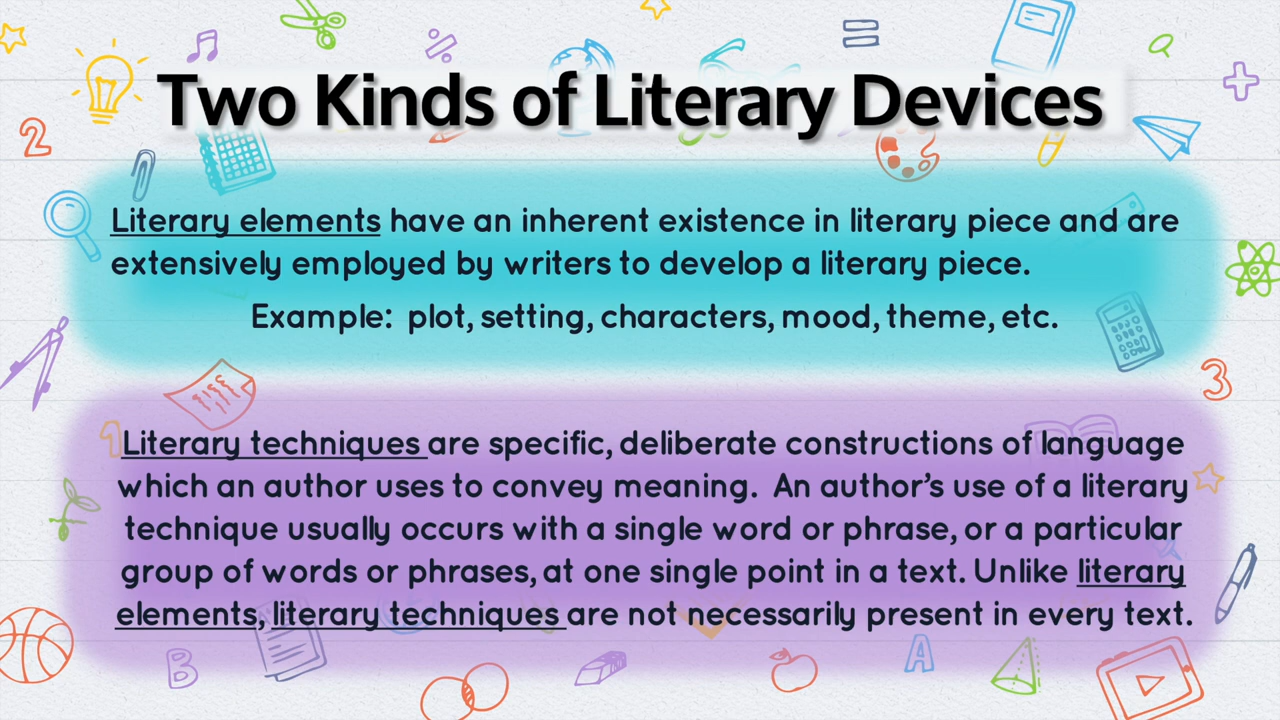 Two Kinds of Literary Devices
Literary elements have an inherent existence in literary piece and are
extensively employed by writers to develop a literary piece.
Example: plot, setting, characters, mood, theme, etc.
Literary techniques are specific, deliberate constructions of language
which an author uses to convey meaning. An author's use of a literary
technique usually occurs with a single word or phrase, or a particular
group of words or phrases, at one single point in a text. Unlike literary
elements, literary techniques are not necessarily present in every text.
2
3
1
B
A